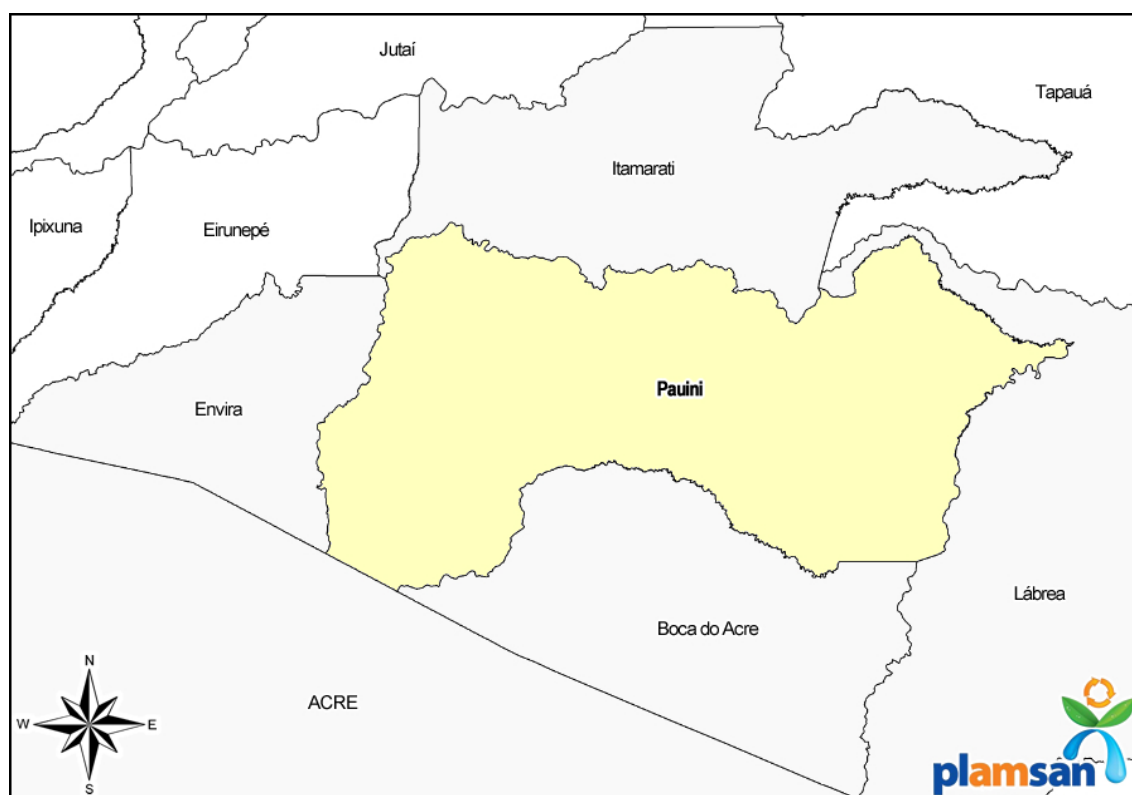 Jutaí
Tapauá
Itamarati
Ipixuna
Eirunepé
Pauini
Envira
Lábrea
Boca do Acre
ACRE
N
W
E
S
plamsan